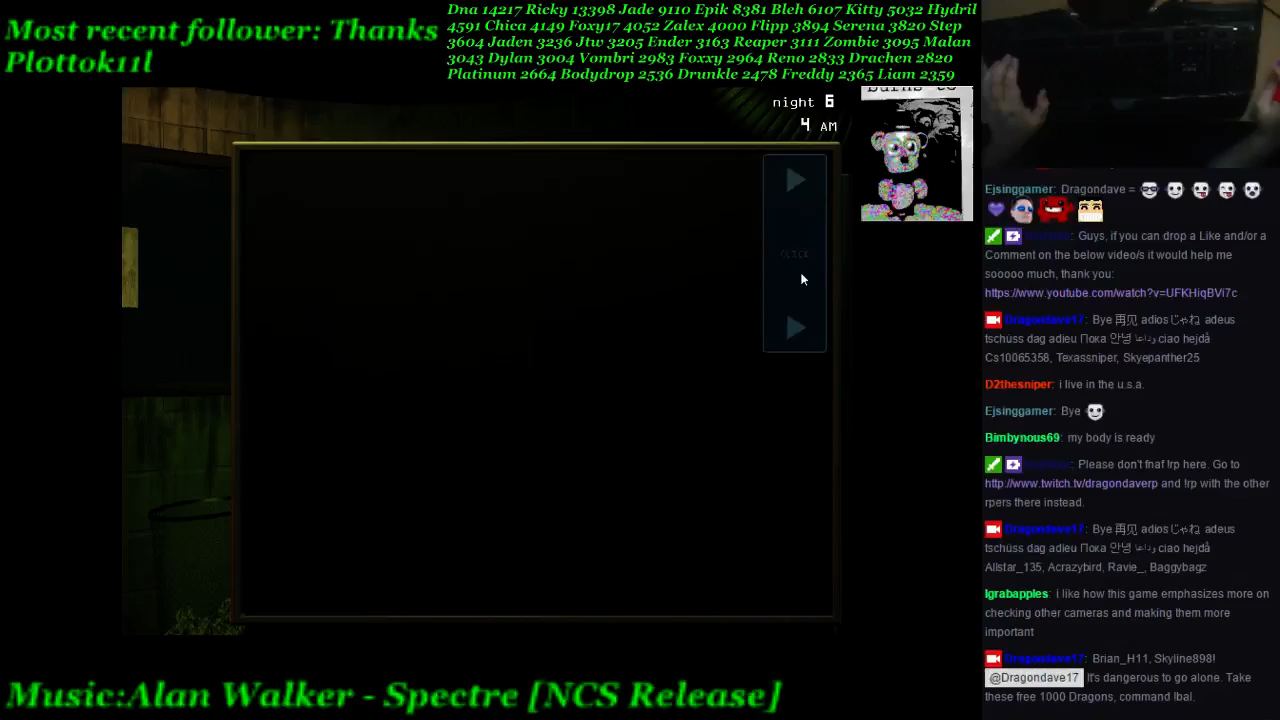 Most recent follower: Thanks
Plottok11l
Dna 14217 Ricky 13398 Jade 9110 Epik 8381 Bleh 6107 Kitty 5032 Hydril
4591 Chica 4149 Foxy17 4052 Zalex 4000 Flipp 3894 Serena 3820 Step
3604 Jaden 3236 Jtw 3205 Ender 3163 Reaper 3111 Zombie 3095 Malan
3043 Dylan 3004 Vombri 2983 Foxxy 2964 Reno 2833 Drachen 2820
Platinum 2664 Bodydrop 2536 Drunkle 2478 Freddy 2365 Liam 2359
night 6
4 AM
burns to
CLICK
Ejsinggamer: Dragondave =
: Guys, if you can drop a Like and/or a
Comment on the below video/s it would help me
sooooo much, thank you:
https://www.youtube.com/watch?v=UFKHiqBVi7c
Dragondave17: Bye 再见 adios じゃね adeus
tschüss dag adieu Пока 안녕 وداعا ciao hejdå
Cs10065358, Texassniper, Skyepanther25
D2thesniper: i live in the u.s.a.
Ejsinggamer: Bye
Bimbynous69: my body is ready
: Please don't fnaf !rp here. Go to
http://www.twitch.tv/dragondaverp and !rp with the other
rpers there instead.
Dragondave17: Bye 再见 adios じゃね adeus
tschüss dag adieu Пока 안녕 وداعا ciao hejdå
Allstar_135, Acrazybird, Ravie_, Baggybagz
Igrabapples: i like how this game emphasizes more on
checking other cameras and making them more
important
Dragondave17: Brian_H11, Skyline898!
@Dragondave17 It's dangerous to go alone. Take
these free 1000 Dragons, command !bal.
Music:Alan Walker - Spectre [NCS Release]